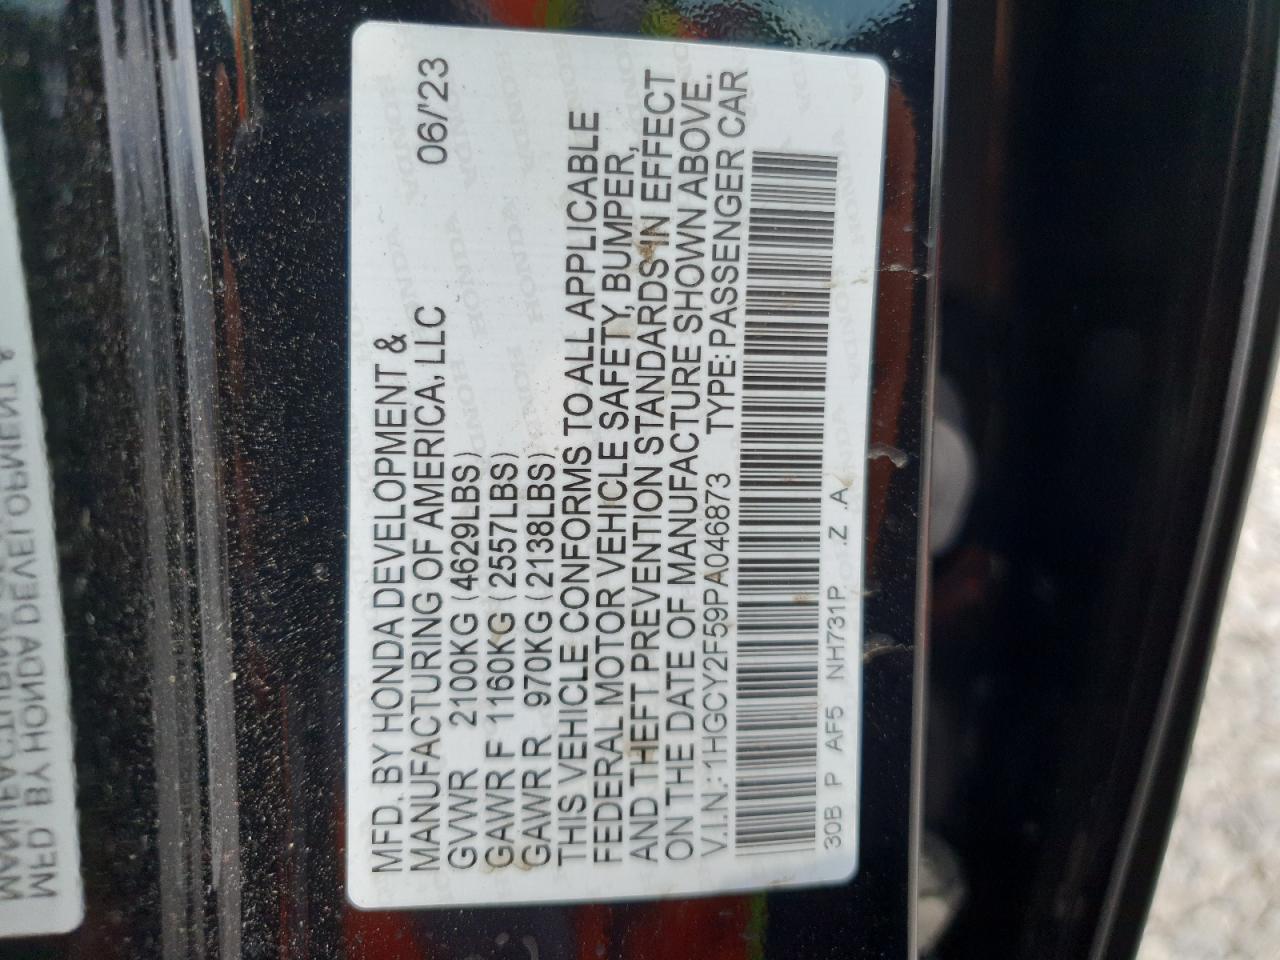 MFD. BY HONDA DEVELOPMENT &
MANUFACTURING OF AMERICA, LLC 06/'23
GVWR 2100KG (4629LBS)
GAWR F 1160KG (2557LBS)
GAWR R 970KG (2138LBS)
THIS VEHICLE CONFORMS TO ALL APPLICABLE
FEDERAL MOTOR VEHICLE SAFETY, BUMPER,
AND THEFT PREVENTION STANDARDS IN EFFECT
ON THE DATE OF MANUFACTURE SHOWN ABOVE.
V.I.N.: 1HGCY2F59PA046873 TYPE: PASSENGER CAR
30B P AF5 NH731P .Z .A